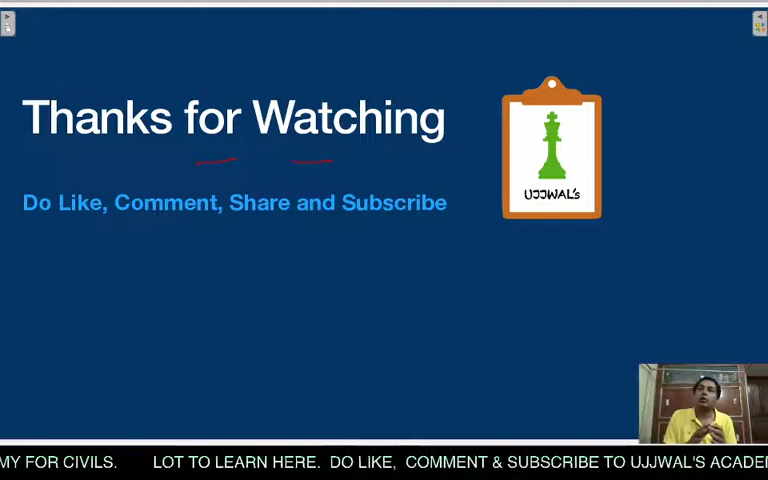 Thanks for Watching
Do Like, Comment, Share and Subscribe
UJJWAL's
MY FOR CIVILS. LOT TO LEARN HERE. DO LIKE, COMMENT & SUBSCRIBE TO UJJWAL'S ACADEM